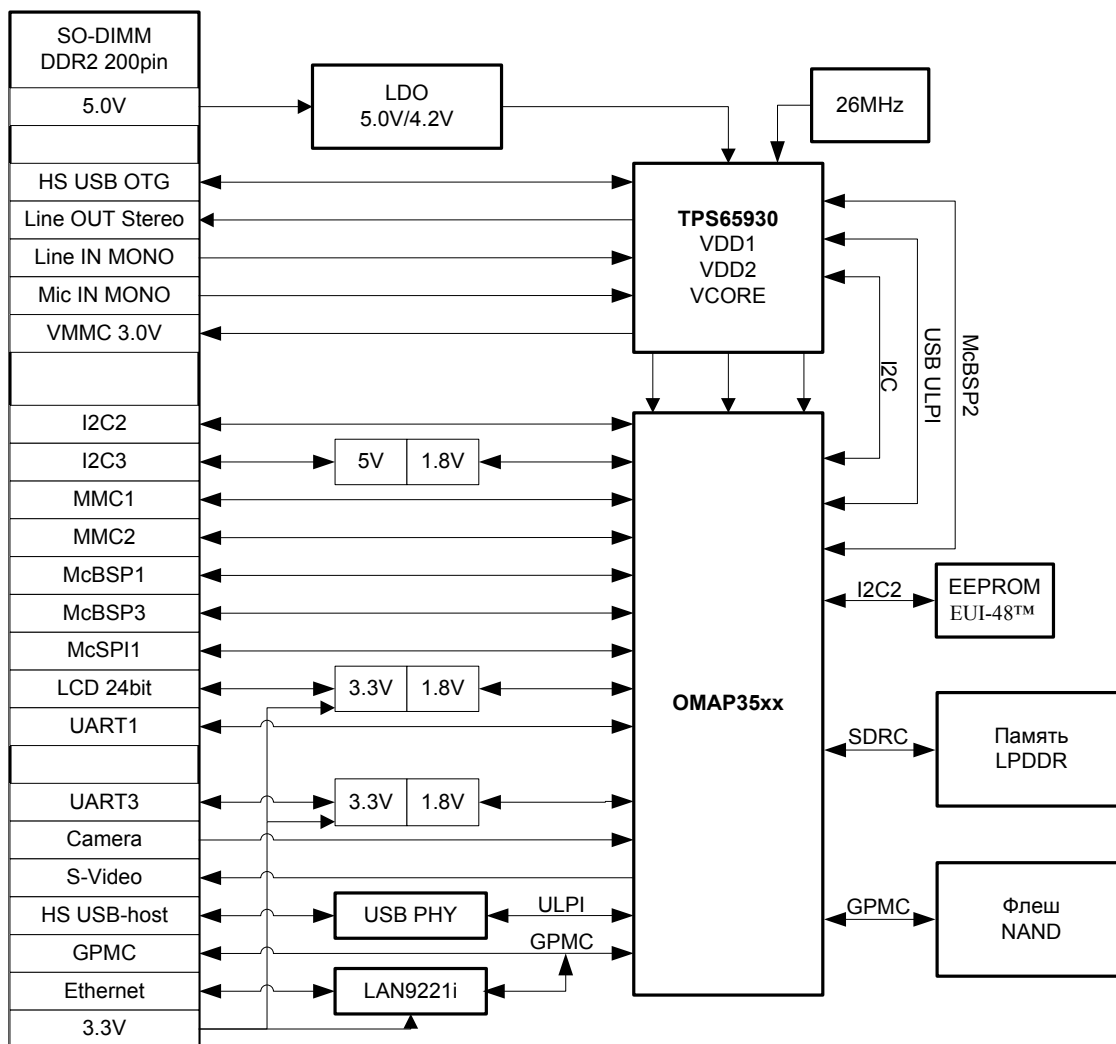 SO-DIMM
DDR2 200pin
5.0V
HS USB OTG
Line OUT Stereo
Line IN MONO
Mic IN MONO
VMMC 3.0V
I2C2
I2C3
MMC1
MMC2
McBSP1
McBSP3
McSPI1
LCD 24bit
UART1
UART3
Camera
S-Video
HS USB-host
GPMC
Ethernet
3.3V
LDO
5.0V/4.2V
26MHz
TPS65930
VDD1
VDD2
VCORE
I2C
USB ULPI
McBSP2
5V
1.8V
3.3V
1.8V
3.3V
1.8V
USB PHY
ULPI
GPMC
LAN9221i
OMAP35xx
I2C2
EEPROM
EUI-48™
SDRC
Память
LPDDR
GPMC
Флеш
NAND